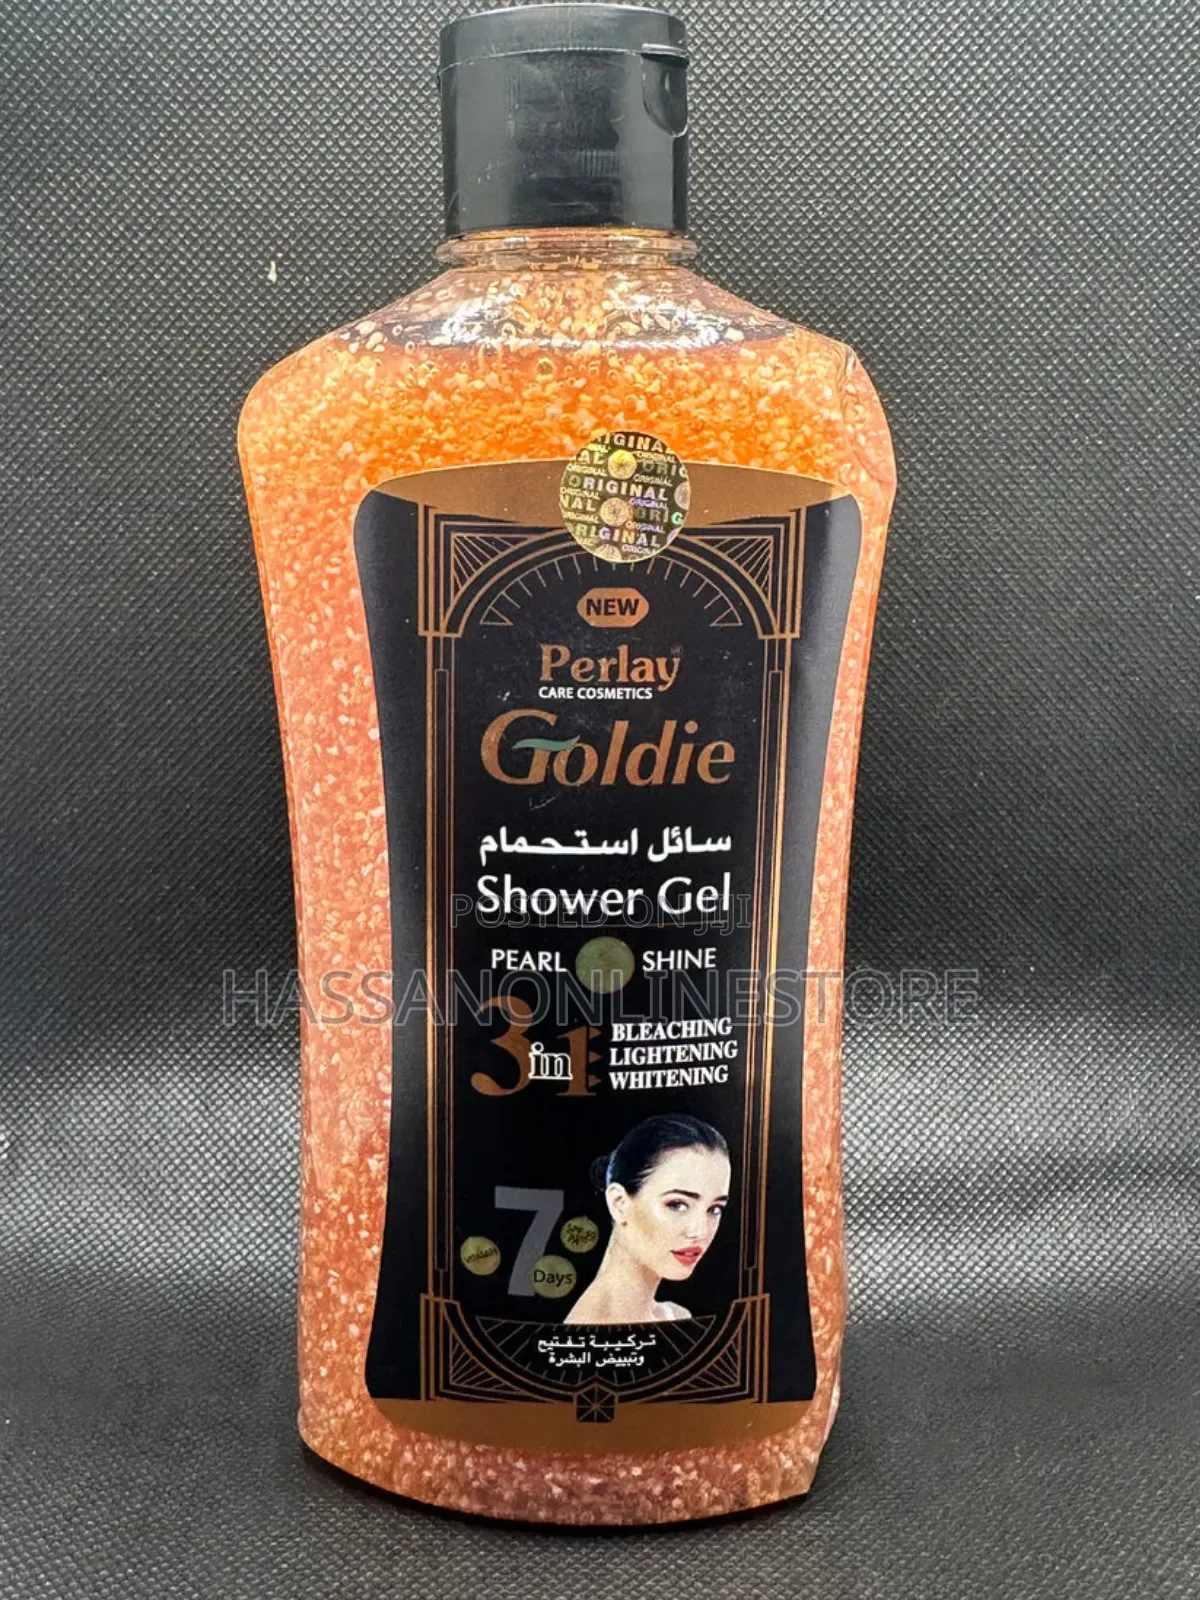 ORIGINAL
NEW
Perlay
CARE COSMETICS
Goldie
سائل استحمام
Shower Gel
POSTED ON JIJI
PEARL SHINE
HASSANONLINESTORE
3 in 1
BLEACHING
LIGHTENING
WHITENING
7
Days
تركيبة تفتيح
وتبييض البشرة